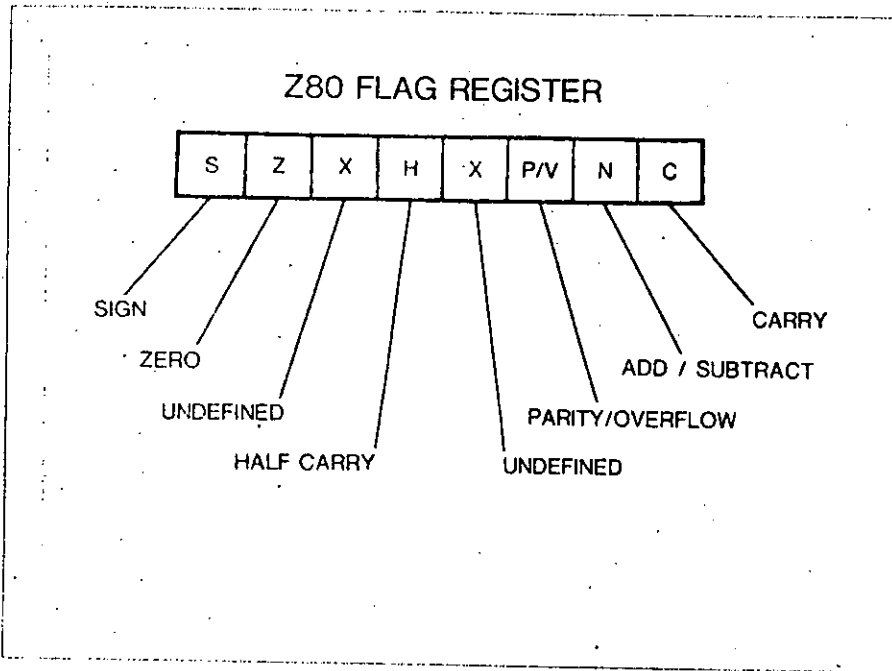 Z80 FLAG REGISTER
S Z X H X P/V N C
SIGN
CARRY
ZERO
ADD / SUBTRACT
UNDEFINED
PARITY/OVERFLOW
HALF CARRY
UNDEFINED